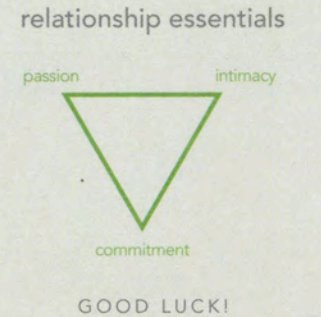 relationship essentials
passion intimacy
commitment
GOOD LUCK!